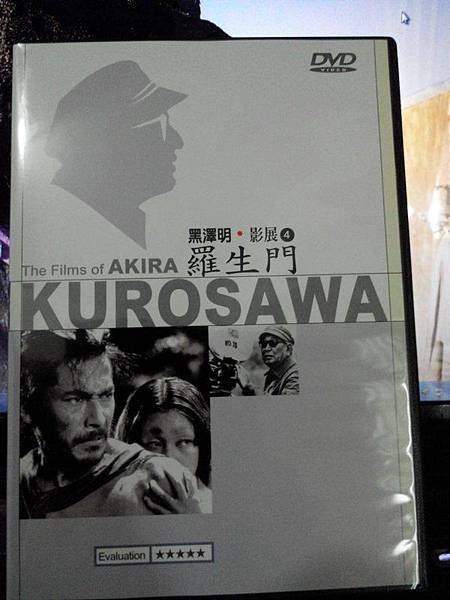 DVD
VIDEO
黑澤明•影展4
The Films of AKIRA 羅生門
KUROSAWA
Evaluation ★★★★★